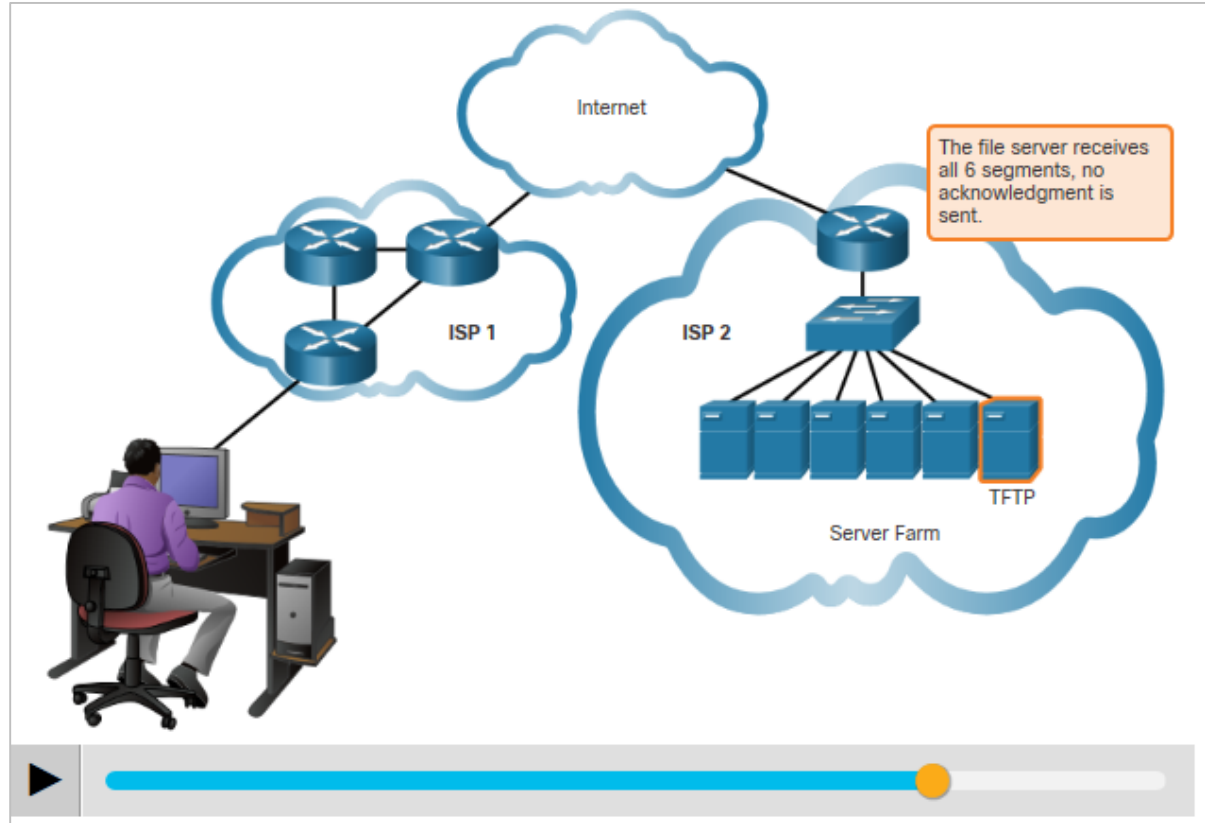 Internet
The file server receives
all 6 segments, no
acknowledgment is
sent.
ISP 1
ISP 2
TFTP
Server Farm